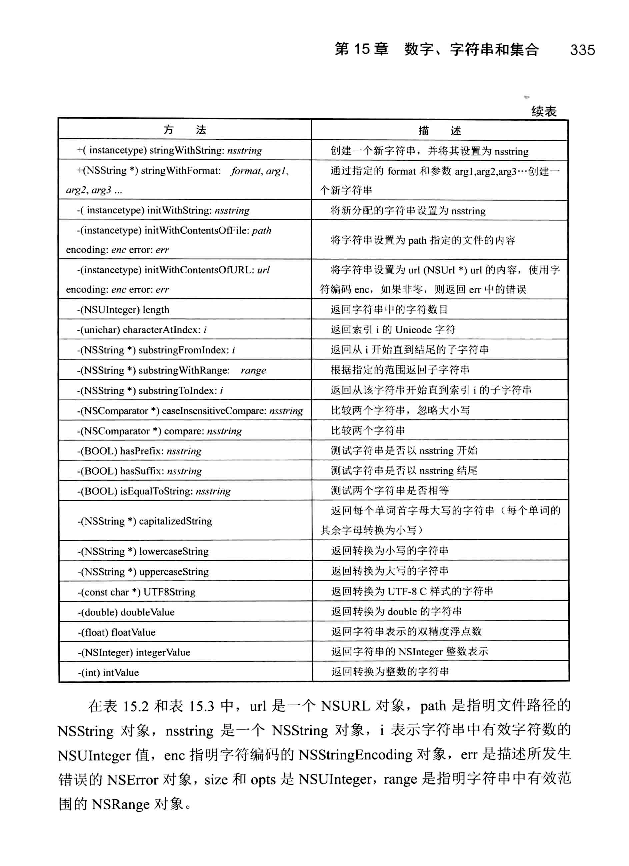 第 15 章 数字、字符串和集合 335
续表
方 法 描 述
+( instancetype) stringWithString: nsstring 创建一个新字符串，并将其设置为 nsstring
+(NSString *) stringWithFormat: format, arg1, 通过指定的 format 和参数 arg1,arg2,arg3…创建一
arg2, arg3 ... 个新字符串
-( instancetype) initWithString: nsstring 将新分配的字符串设置为 nsstring
-(instancetype) initWithContentsOfFile: path
encoding: enc error: err 将字符串设置为 path 指定的文件的内容
-(instancetype) initWithContentsOfURL: url 将字符串设置为 url (NSUrl *) url 的内容，使用字
encoding: enc error: err 符编码 enc，如果非零，则返回 err 中的错误
-(NSUInteger) length 返回字符串中的字符数目
-(unichar) characterAtIndex: i 返回索引 i 的 Unicode 字符
-(NSString *) substringFromIndex: i 返回从 i 开始直到结尾的子字符串
-(NSString *) substringWithRange: range 根据指定的范围返回子字符串
-(NSString *) substringToIndex: i 返回从该字符串开始直到索引 i 的子字符串
-(NSComparator *) caseInsensitiveCompare: nsstring 比较两个字符串，忽略大小写
-(NSComparator *) compare: nsstring 比较两个字符串
-(BOOL) hasPrefix: nsstring 测试字符串是否以 nsstring 开始
-(BOOL) hasSuffix: nsstring 测试字符串是否以 nsstring 结尾
-(BOOL) isEqualToString: nsstring 测试两个字符串是否相等
-(NSString *) capitalizedString 返回每个单词首字母大写的字符串（每个单词的
其余字母转换为小写）
-(NSString *) lowercaseString 返回转换为小写的字符串
-(NSString *) uppercaseString 返回转换为大写的字符串
-(const char *) UTF8String 返回转换为 UTF-8 C 样式的字符串
-(double) doubleValue 返回转换为 double 的字符串
-(float) floatValue 返回字符串表示的双精度浮点数
-(NSInteger) integerValue 返回字符串的 NSInteger 整数表示
-(int) intValue 返回转换为整数的字符串
在表 15.2 和表 15.3 中，url 是一个 NSURL 对象，path 是指明文件路径的
NSString 对象，nsstring 是一个 NSString 对象，i 表示字符串中有效字符数的
NSUInteger 值，enc 指明字符编码的 NSStringEncoding 对象，err 是描述所发生
错误的 NSError 对象，size 和 opts 是 NSUInteger，range 是指明字符串中有效范
围的 NSRange 对象。